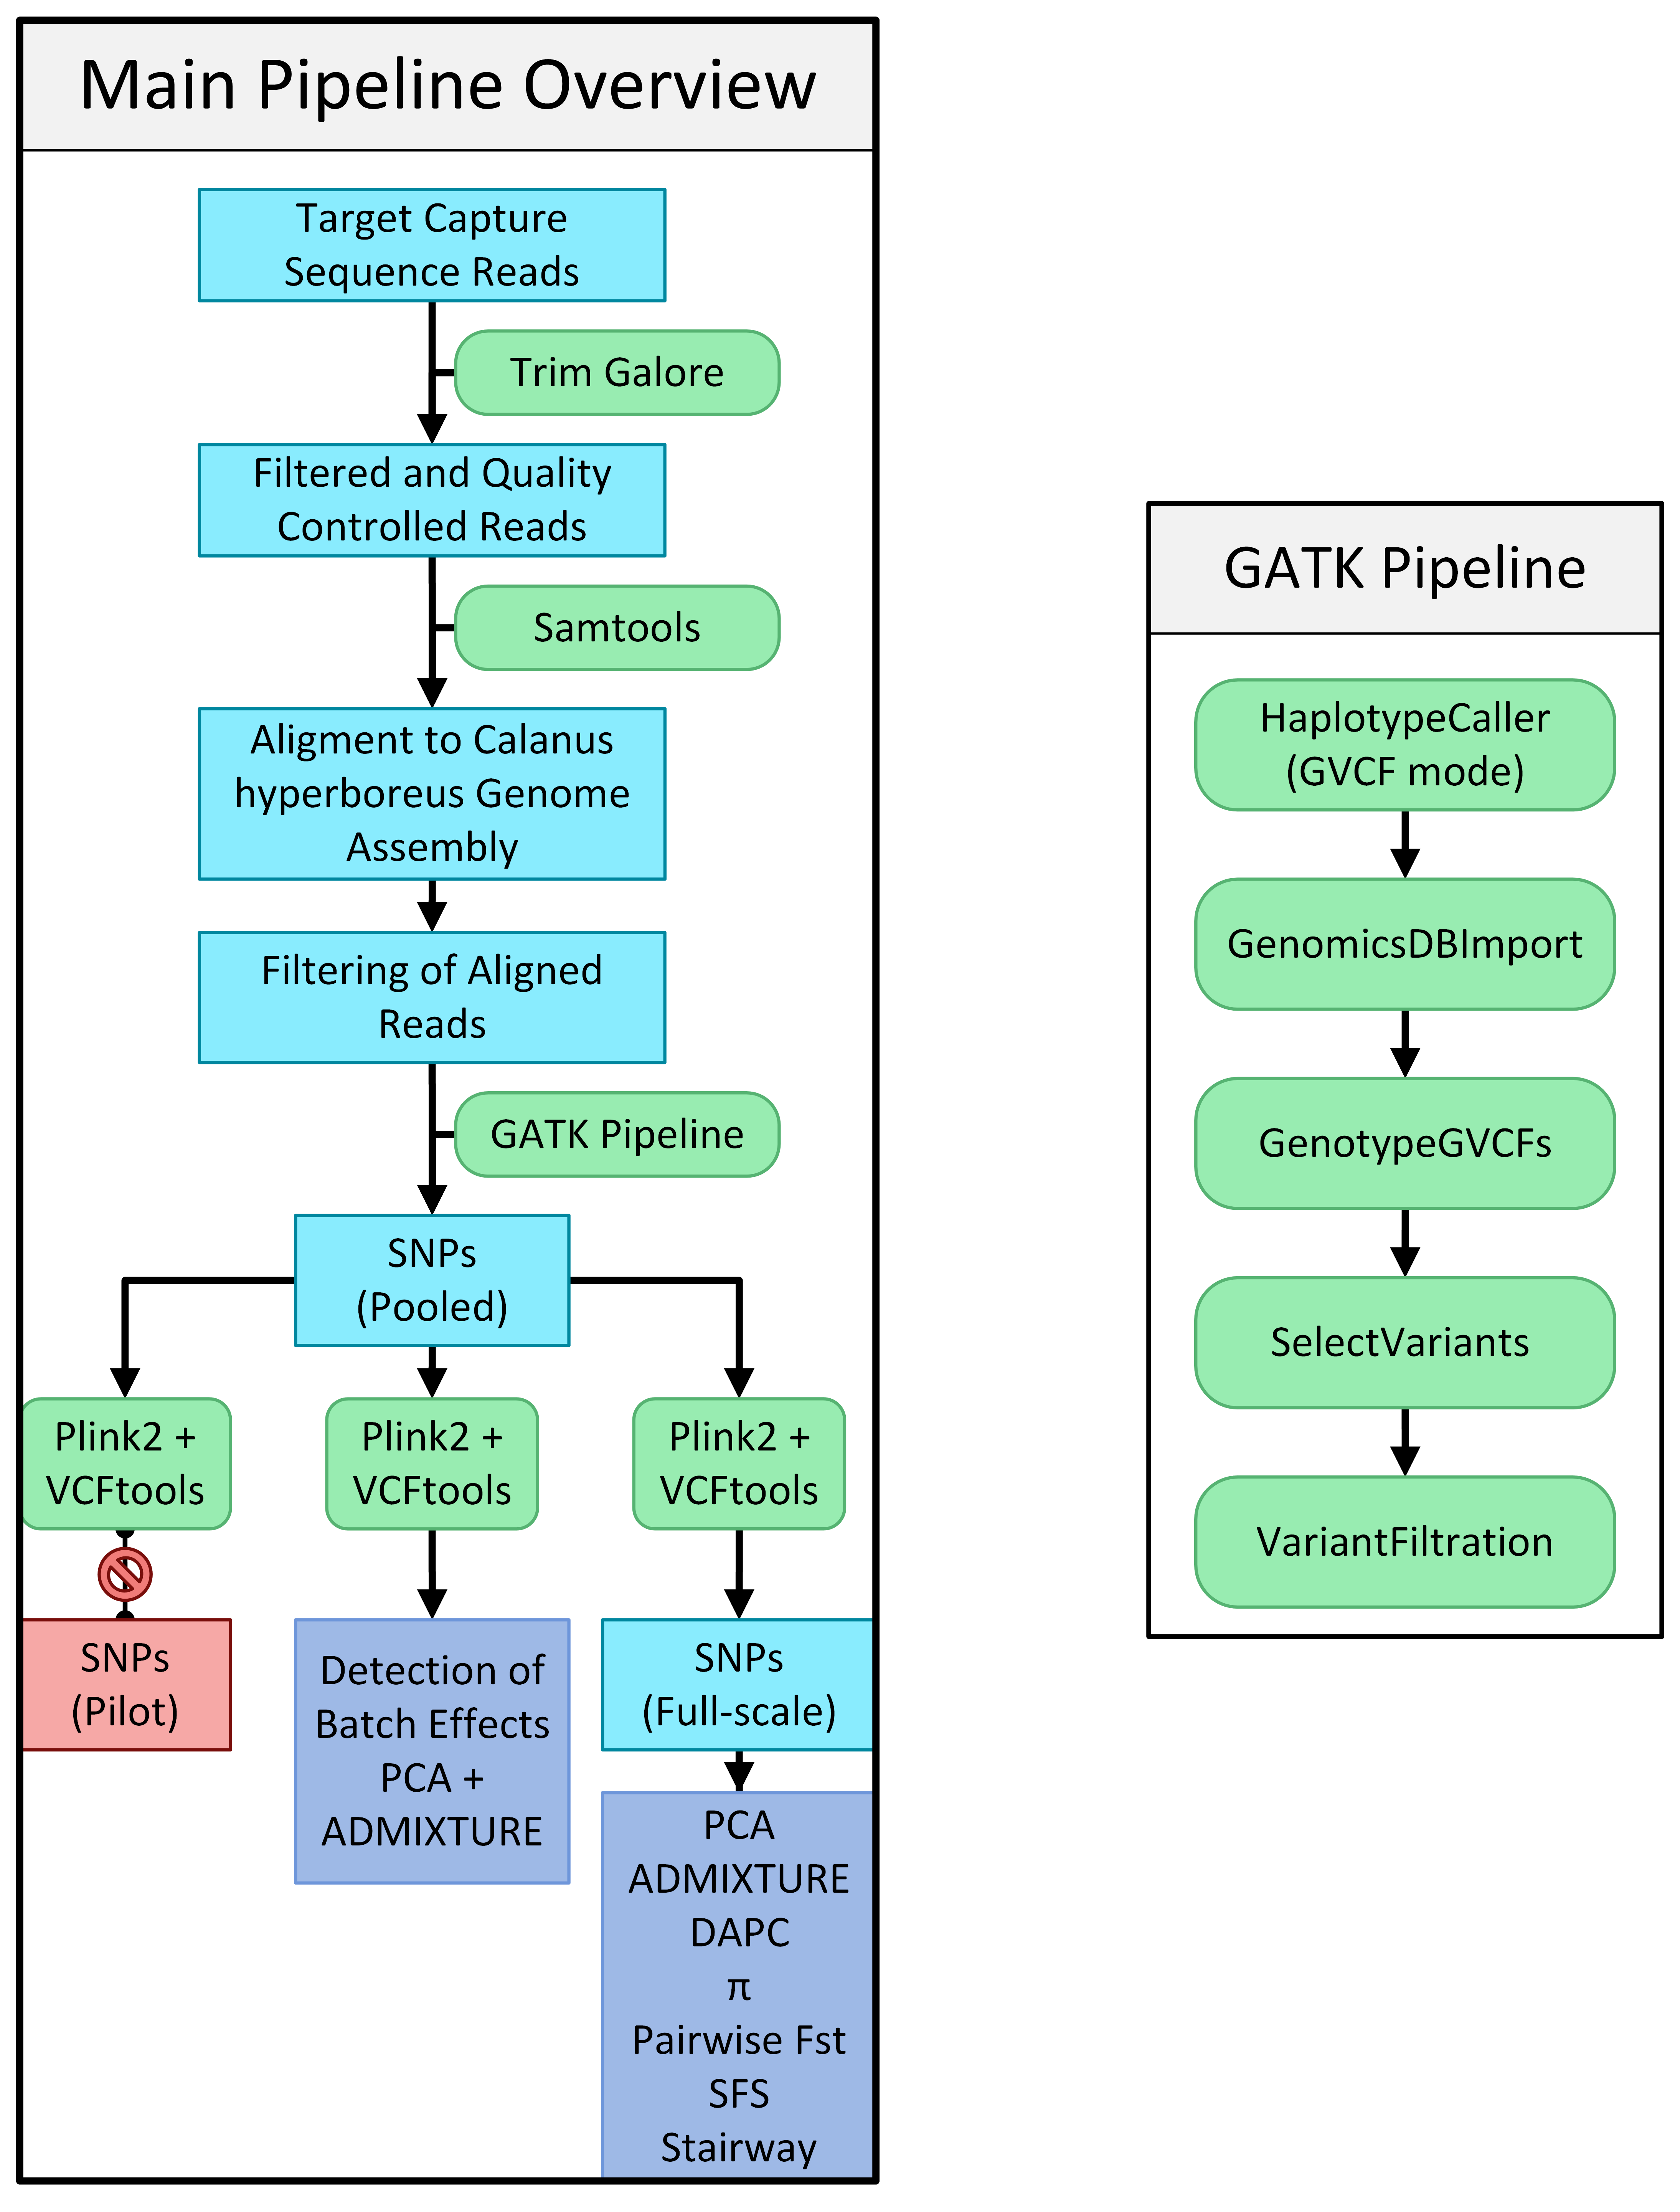 Main Pipeline Overview
Target Capture
Sequence Reads
Trim Galore
Filtered and Quality
Controlled Reads
Samtools
Aligment to Calanus
hyperboreus Genome
Assembly
Filtering of Aligned
Reads
GATK Pipeline
SNPs
(Pooled)
Plink2 +
VCFtools
Plink2 +
VCFtools
Plink2 +
VCFtools
SNPs
(Pilot)
Detection of
Batch Effects
PCA +
ADMIXTURE
SNPs
(Full-scale)
PCA
ADMIXTURE
DAPC
π
Pairwise Fst
SFS
Stairway
GATK Pipeline
HaplotypeCaller
(GVCF mode)
GenomicsDBImport
GenotypeGVCFs
SelectVariants
VariantFiltration